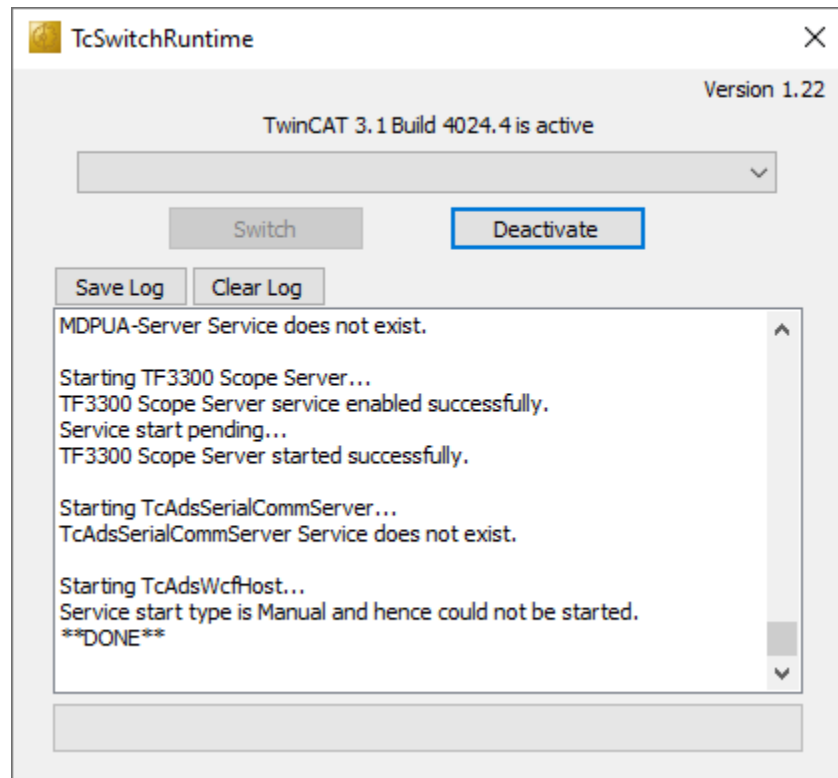 TcSwitchRuntime
Version 1.22
TwinCAT 3.1 Build 4024.4 is active
Switch
Deactivate
Save Log
Clear Log
MDPUA-Server Service does not exist.
Starting TF3300 Scope Server...
TF3300 Scope Server service enabled successfully.
Service start pending...
TF3300 Scope Server started successfully.
Starting TcAdsSerialCommServer...
TcAdsSerialCommServer Service does not exist.
Starting TcAdsWcfHost...
Service start type is Manual and hence could not be started.
**DONE**